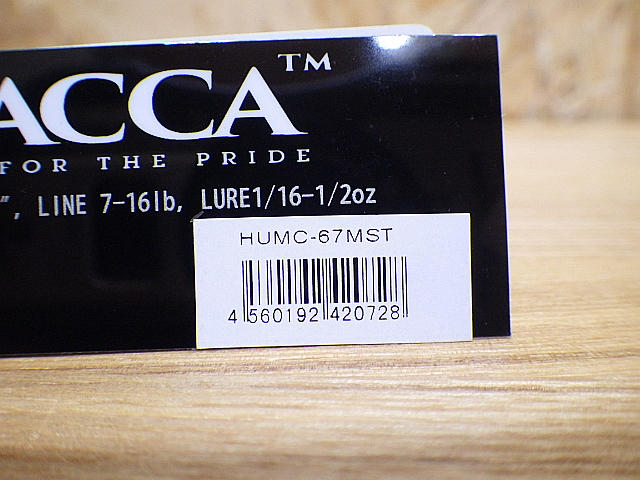 ACCA™
FOR THE PRIDE
", LINE 7-16lb, LURE1/16-1/2oz
HUMC-67MST
4 560192 420728